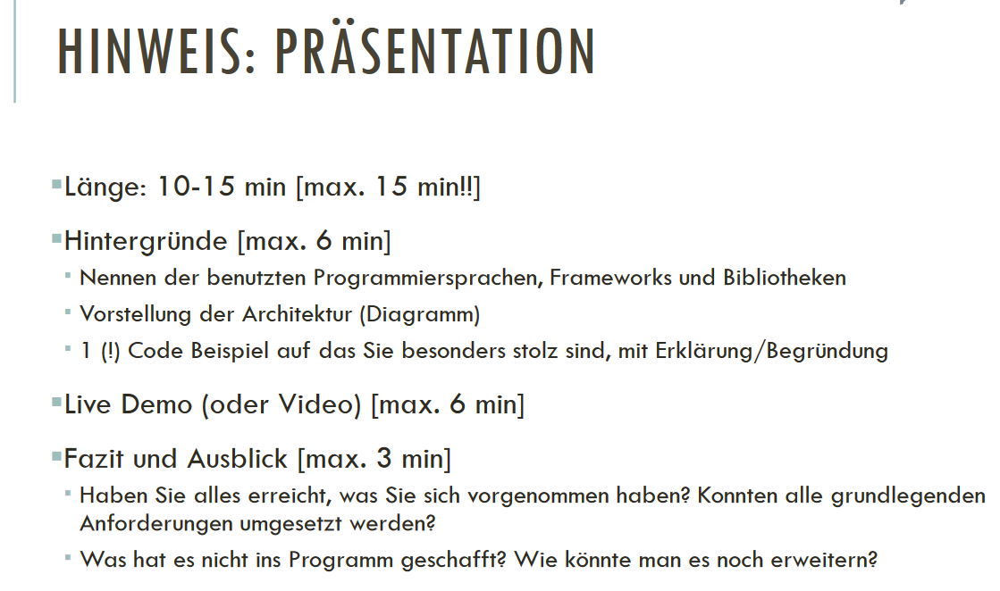 HINWEIS: PRÄSENTATION
Länge: 10-15 min [max. 15 min!!]
Hintergründe [max. 6 min]
Nennen der benutzten Programmiersprachen, Frameworks und Bibliotheken
Vorstellung der Architektur (Diagramm)
1 (!) Code Beispiel auf das Sie besonders stolz sind, mit Erklärung/Begründung
Live Demo (oder Video) [max. 6 min]
Fazit und Ausblick [max. 3 min]
Haben Sie alles erreicht, was Sie sich vorgenommen haben? Konnten alle grundlegenden
Anforderungen umgesetzt werden?
Was hat es nicht ins Programm geschafft? Wie könnte man es noch erweitern?